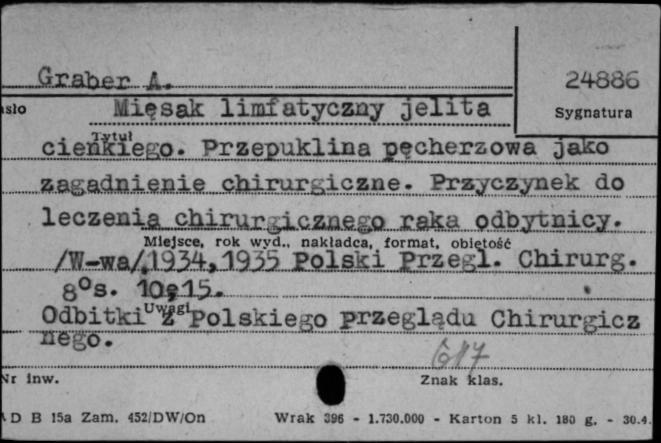 Graber A.
24886
asło
Mięsak limfatyczny jelita
Sygnatura
Tytuł
cienkiego. Przepuklina pęcherzowa jako
zagadnienie chirurgiczne. Przyczynek do
leczenia chirurgicznego raka odbytnicy.
Miejsce, rok wyd., nakładca, format, objętość
/W-wa/,1934,1935 Polski Przegl. Chirurg.
8°s. 10,15.
Uwagi
Odbitki z Polskiego przeglądu Chirurgicz
nego.
617
Nr inw.
Znak klas.
D B 15a Zam. 452/DW/On
Wrak 396 - 1.730.000 - Karton 5 kl. 180 g. - 30.4.